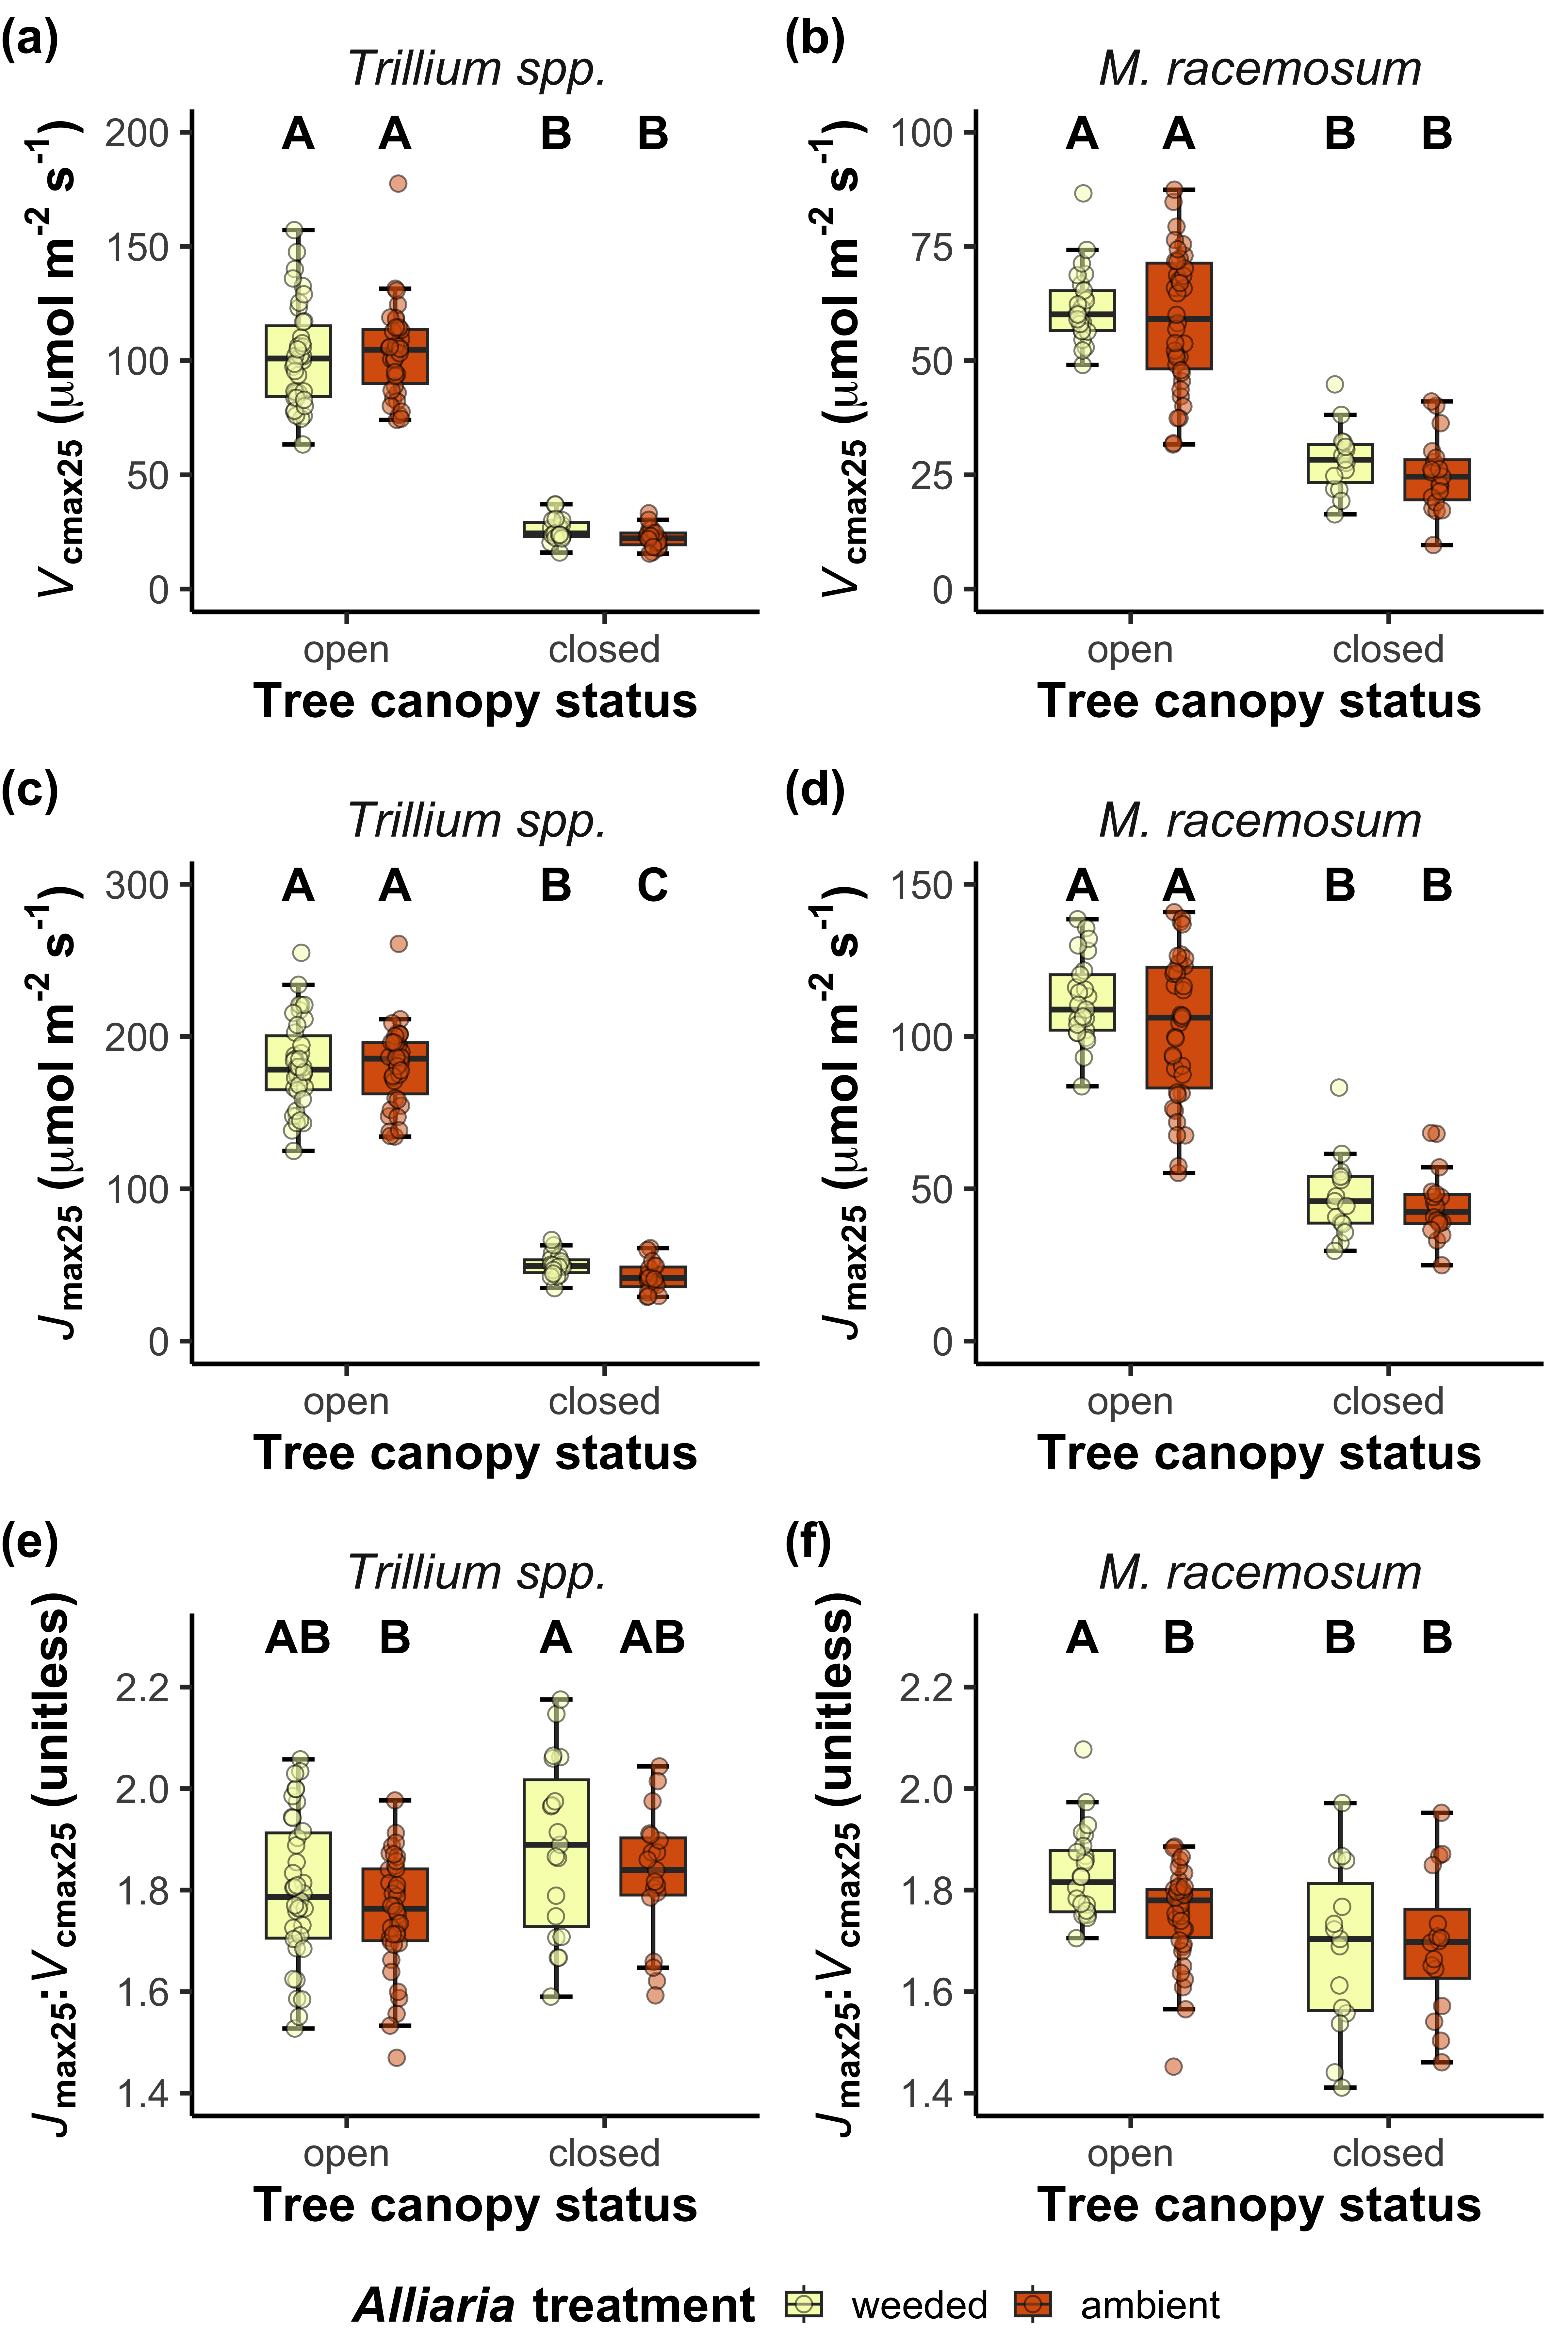 (a) Trillium spp.
A A B B
200
150
100
50
0
Vcmax25 (μmol m-2 s-1)
open closed
Tree canopy status
(b) M. racemosum
A A B B
100
75
50
25
0
Vcmax25 (μmol m-2 s-1)
open closed
Tree canopy status
(c) Trillium spp.
A A B C
300
200
100
0
Jmax25 (μmol m-2 s-1)
open closed
Tree canopy status
(d) M. racemosum
A A B B
150
100
50
0
Jmax25 (μmol m-2 s-1)
open closed
Tree canopy status
(e) Trillium spp.
AB B A AB
2.2
2.0
1.8
1.6
1.4
Jmax25:Vcmax25 (unitless)
open closed
Tree canopy status
(f) M. racemosum
A B B B
2.2
2.0
1.8
1.6
1.4
Jmax25:Vcmax25 (unitless)
open closed
Tree canopy status
Alliaria treatment weeded ambient